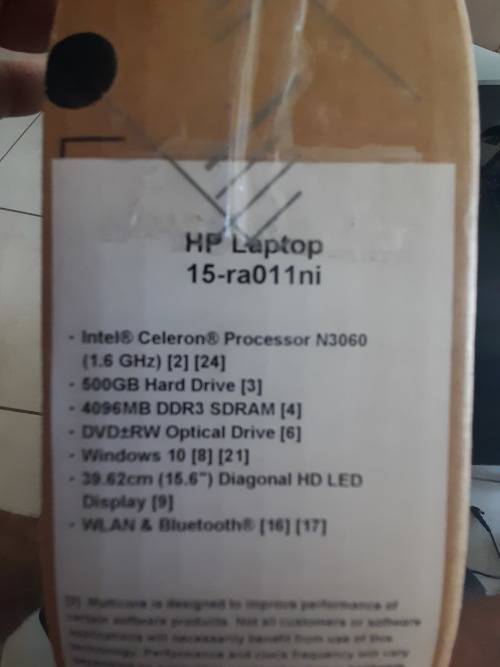 HP Laptop
15-ra011ni
- Intel® Celeron® Processor N3060
(1.6 GHz) [2] [24]
- 500GB Hard Drive [3]
- 4096MB DDR3 SDRAM [4]
- DVD±RW Optical Drive [6]
- Windows 10 [8] [21]
- 39.62cm (15.6") Diagonal HD LED
Display [9]
- WLAN & Bluetooth® [16] [17]
[2] Multicore is designed to improve performance of
certain software products. Not all customers or software
applications will necessarily benefit from use of this
technology. Performance and clock frequency will vary